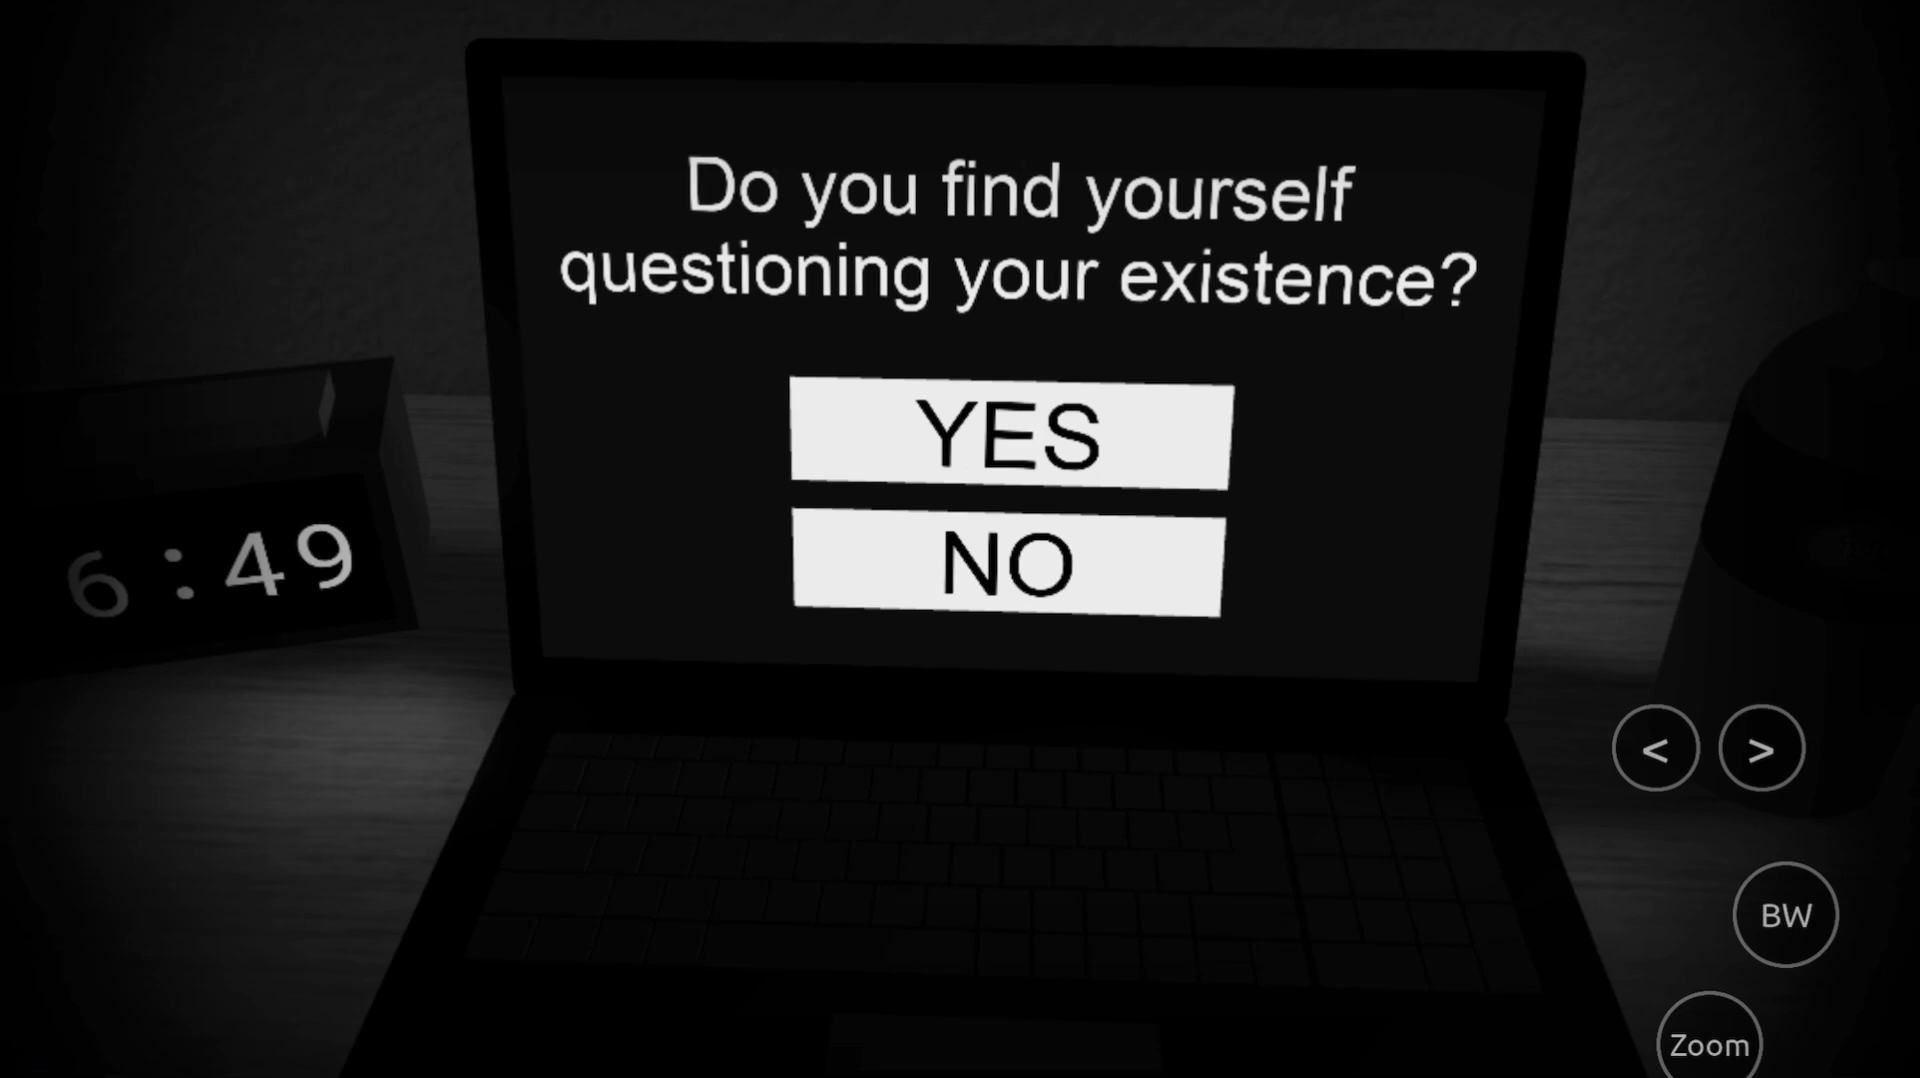 Do you find yourself
questioning your existence?
YES
NO
6:49
<
>
BW
Zoom